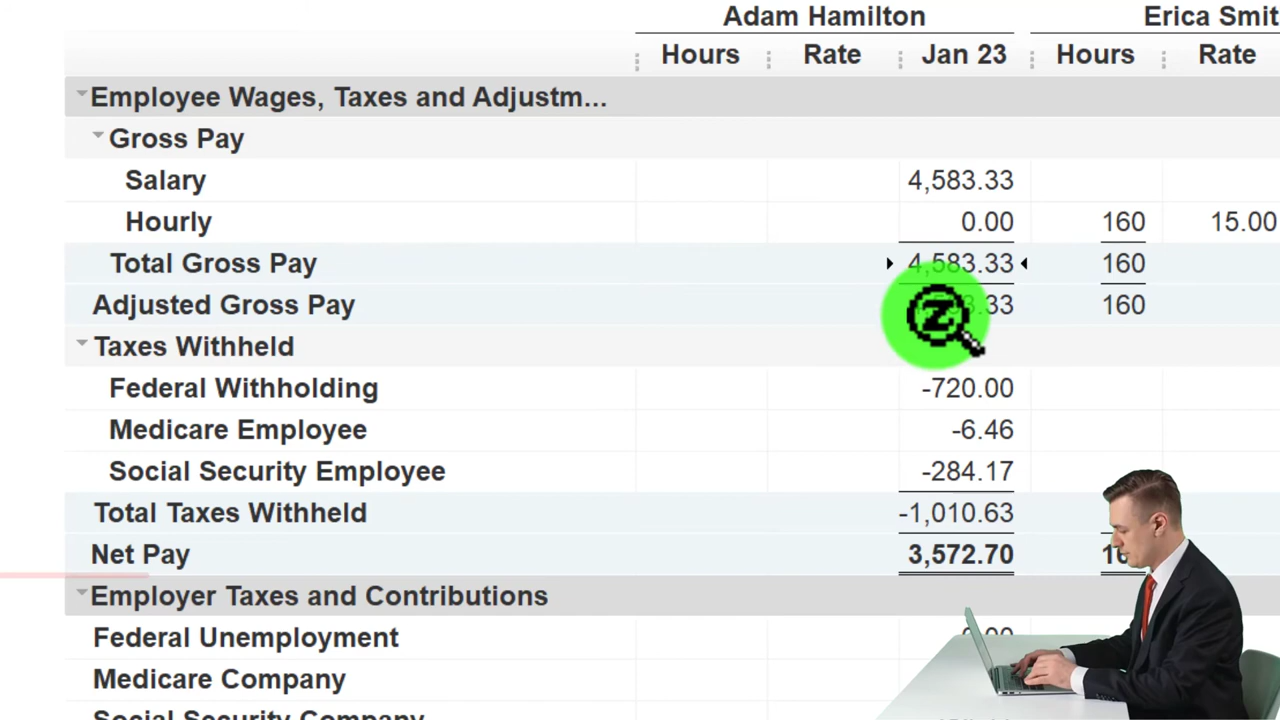 Adam Hamilton Erica Smit
Hours Rate Jan 23 Hours Rate
Employee Wages, Taxes and Adjustm...
Gross Pay
Salary 4,583.33
Hourly 0.00 160 15.00
Total Gross Pay 4,583.33 160
Adjusted Gross Pay 160
Taxes Withheld
Federal Withholding -720.00
Medicare Employee -6.46
Social Security Employee -284.17
Total Taxes Withheld -1,010.63
Net Pay 3,572.70
Employer Taxes and Contributions
Federal Unemployment
Medicare Company
Social Security Company